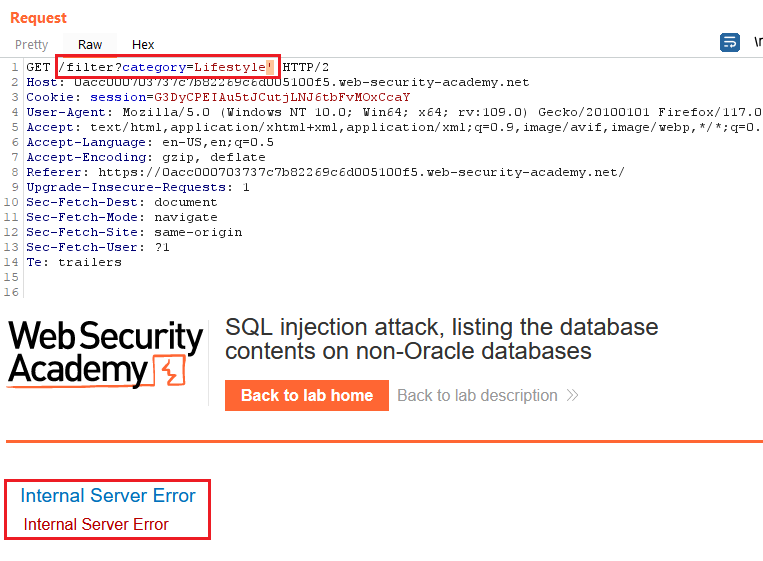 Request
Pretty Raw Hex
\n
1 GET /filter?category=Lifestyle' HTTP/2
2 Host: 0acc000703737c7b82269c6d005100f5.web-security-academy.net
3 Cookie: session=G3DyCPEIAu5tJCutjLNJ6tbFvMOxCcaY
4 User-Agent: Mozilla/5.0 (Windows NT 10.0; Win64; x64; rv:109.0) Gecko/20100101 Firefox/117.0
5 Accept: text/html,application/xhtml+xml,application/xml;q=0.9,image/avif,image/webp,*/*;q=0.
6 Accept-Language: en-US,en;q=0.5
7 Accept-Encoding: gzip, deflate
8 Referer: https://0acc000703737c7b82269c6d005100f5.web-security-academy.net/
9 Upgrade-Insecure-Requests: 1
10 Sec-Fetch-Dest: document
11 Sec-Fetch-Mode: navigate
12 Sec-Fetch-Site: same-origin
13 Sec-Fetch-User: ?1
14 Te: trailers
15
16
Web Security
Academy
SQL injection attack, listing the database
contents on non-Oracle databases
Back to lab home Back to lab description
Internal Server Error
Internal Server Error